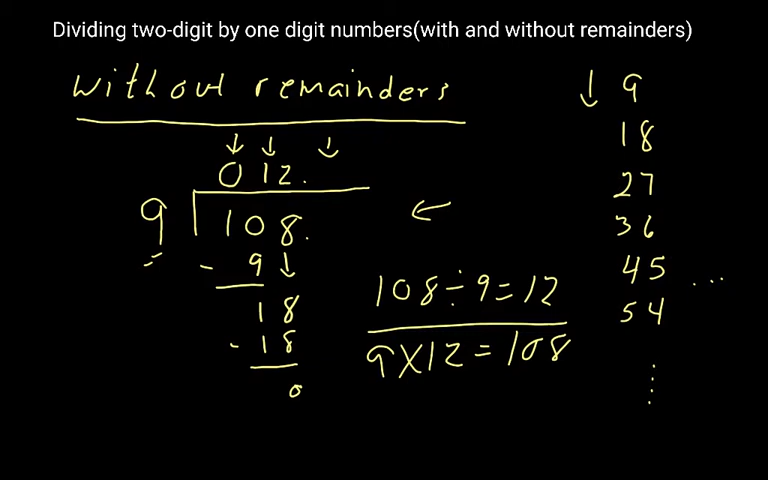 Dividing two-digit by one digit numbers(with and without remainders)
Without remainders
↓ 9
18
27
36
45 ...
54
↓ ↓ ↓
012.
9 108. ←
- 9 ↓
18
- 18
0
108 ÷ 9 = 12
9 X 12 = 108